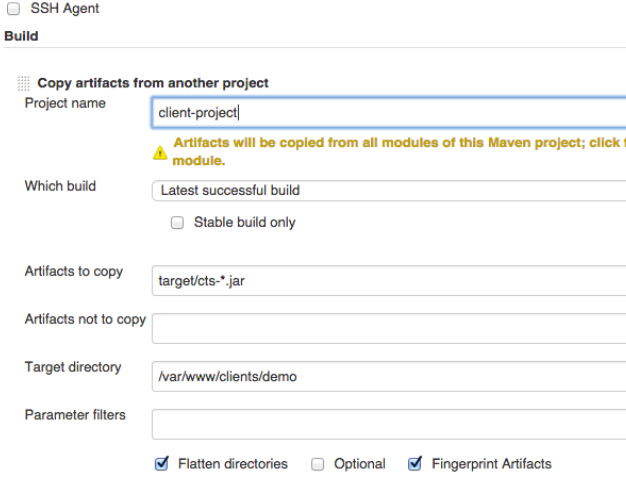 SSH Agent
Build
Copy artifacts from another project
Project name
client-project
Artifacts will be copied from all modules of this Maven project; click
module.
Which build
Latest successful build
Stable build only
Artifacts to copy
target/cts-*.jar
Artifacts not to copy
Target directory
/var/www/clients/demo
Parameter filters
Flatten directories Optional Fingerprint Artifacts